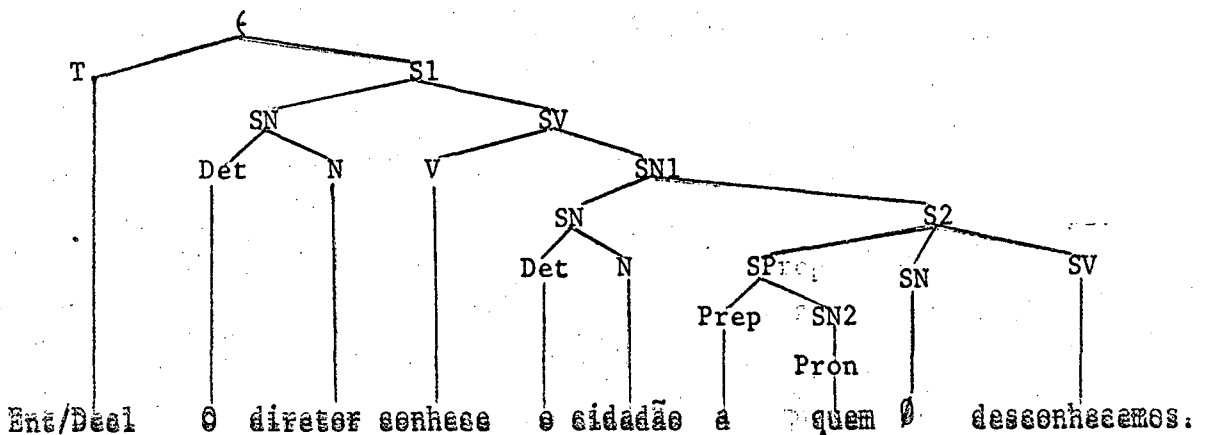 Є
T S1
SN SV
Det N V SN1
SN S2
Det N SPrep SN SV
Prep SN2
Pron
Ent/Decl O diretor conhece o cidadão a quem Ø desconhecemos.